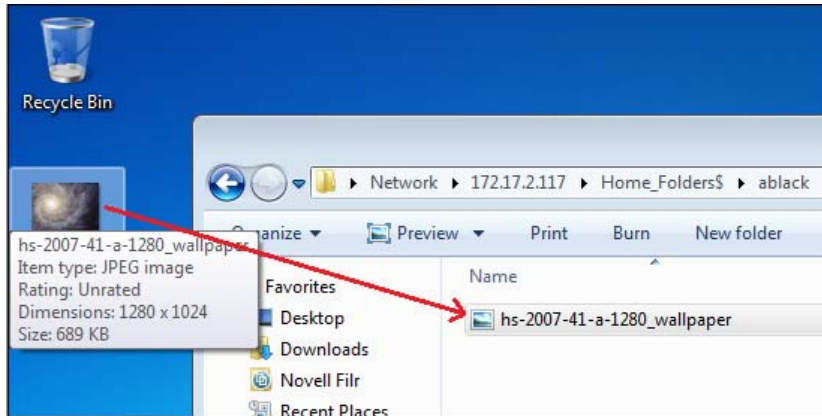 Recycle Bin
Network 172.17.2.117 Home_Folders$ ablack
Preview Print Burn New folder
hs-2007-41-a-1280_wallpaper
Item type: JPEG image
Rating: Unrated
Dimensions: 1280 x 1024
Size: 689 KB
Favorites
Desktop
Downloads
Novell Filr
Recent Places
Name
hs-2007-41-a-1280_wallpaper